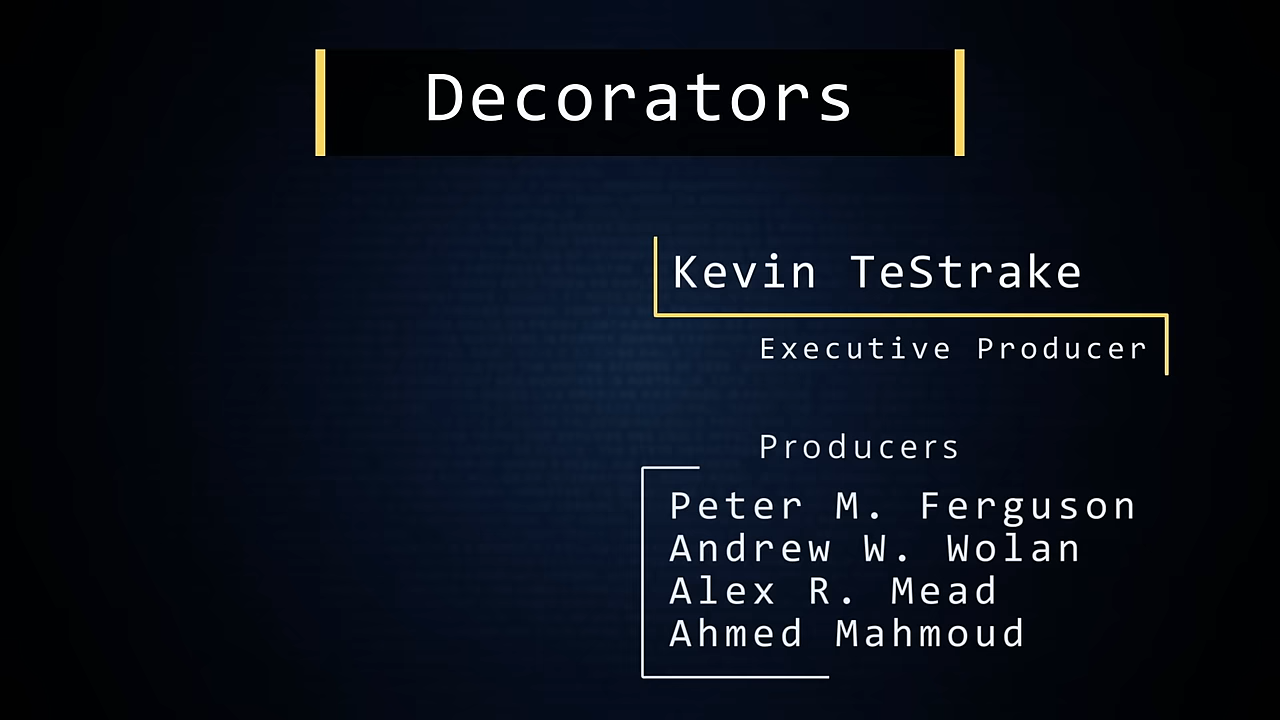 Decorators
Kevin TeStrake
Executive Producer
Producers
Peter M. Ferguson
Andrew W. Wolan
Alex R. Mead
Ahmed Mahmoud